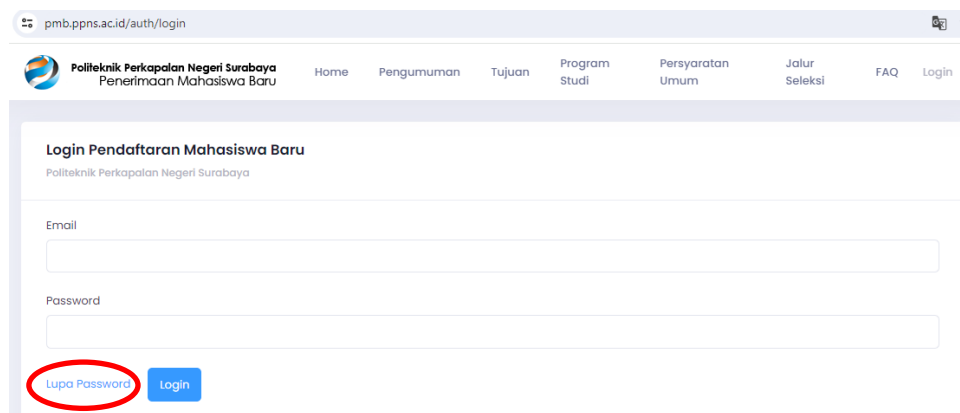 pmb.ppns.ac.id/auth/login
Politeknik Perkapalan Negeri Surabaya
Penerimaan Mahasiswa Baru
Home
Pengumuman
Tujuan
Program
Studi
Persyaratan
Umum
Jalur
Seleksi
FAQ
Login
Login Pendaftaran Mahasiswa Baru
Politeknik Perkapalan Negeri Surabaya
Email
Password
Lupa Password
Login